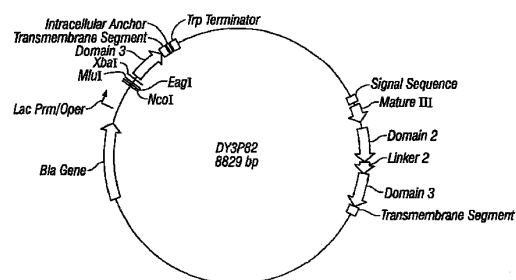 Intracellular Anchor
Trp Terminator
Transmembrane Segment
Domain 3
XbaI
MluI
EagI
NcoI
Lac Prm/Oper
Bla Gene
DY3P82
8829 bp
Signal Sequence
Mature III
Domain 2
Linker 2
Domain 3
Transmembrane Segment